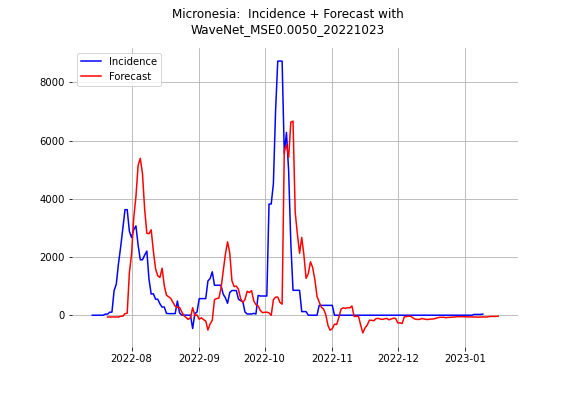 Micronesia:  Incidence + Forecast with
WaveNet_MSE0.0050_20221023
Incidence
Forecast
8000
6000
4000
2000
0
2022-08
2022-09
2022-10
2022-11
2022-12
2023-01